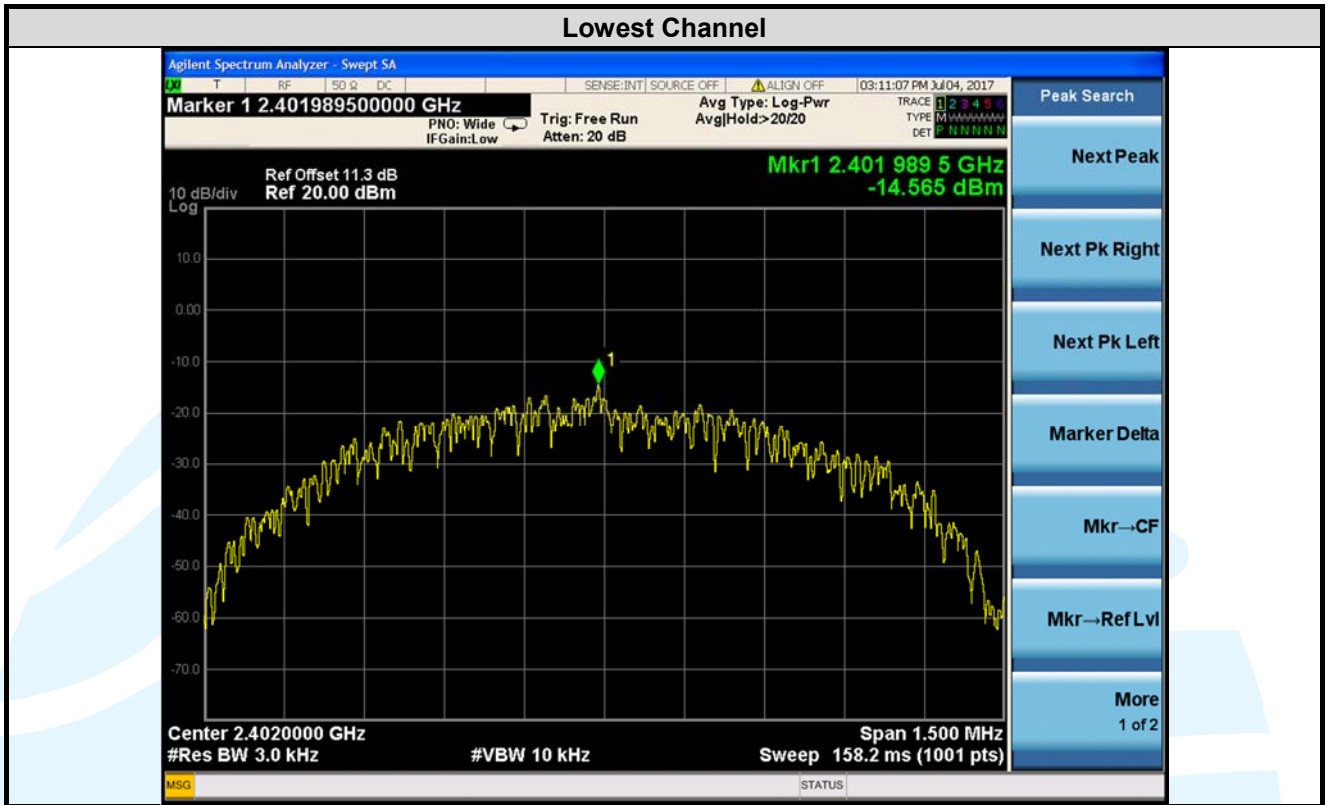 Lowest Channel
Agilent Spectrum Analyzer - Swept SA
LXI T RF 50 Ω DC SENSE:INT SOURCE OFF ALIGN OFF 03:11:07 PM Jul 04, 2017
Marker 1 2.401989500000 GHz
PNO: Wide
IFGain:Low
Trig: Free Run
Atten: 20 dB
Avg Type: Log-Pwr
Avg|Hold:>20/20
TRACE 1 2 3 4 5 6
TYPE M W W W W W
DET P N N N N N
Peak Search
Mkr1 2.401 989 5 GHz
-14.565 dBm
Ref Offset 11.3 dB
10 dB/div Ref 20.00 dBm
Log
10.0
0.00
-10.0
-20.0
-30.0
-40.0
-50.0
-60.0
-70.0
1
Next Peak
Next Pk Right
Next Pk Left
Marker Delta
Mkr→CF
Mkr→Ref Lvl
More
1 of 2
Center 2.4020000 GHz Span 1.500 MHz
#Res BW 3.0 kHz #VBW 10 kHz Sweep 158.2 ms (1001 pts)
MSG STATUS